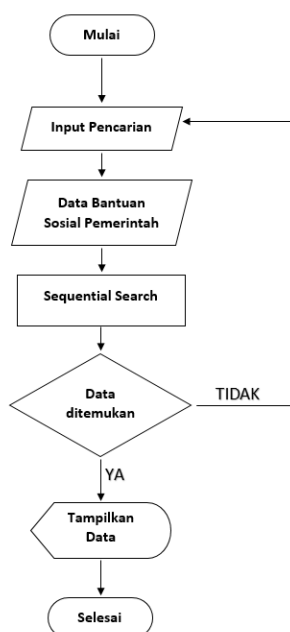 Mulai
Input Pencarian
Data Bantuan
Sosial Pemerintah
Sequential Search
Data
ditemukan
TIDAK
YA
Tampilkan
Data
Selesai